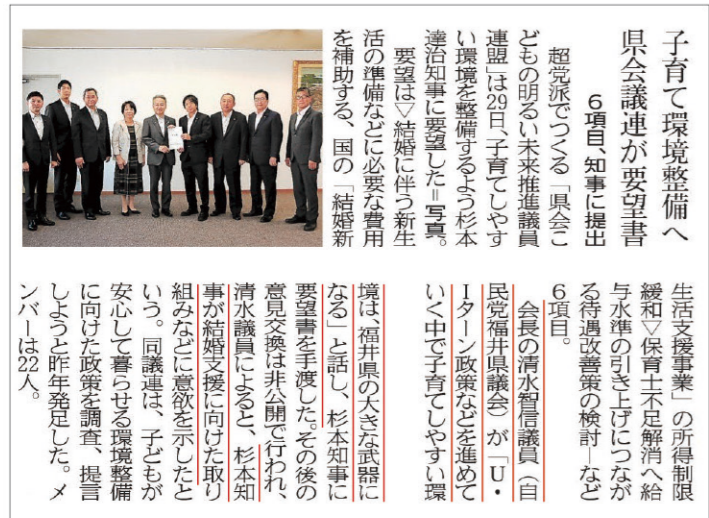 子育て環境整備へ
県会議連が要望書
6項目、知事に提出
超党派でつくる「県会こ
どもの明るい未来推進議員
連盟」は29日、子育てしやす
い環境を整備するよう杉本
達治知事に要望した=写真。
要望は▽結婚に伴う新生
活の準備などに必要な費用
を補助する、国の「結婚新
生活支援事業」の所得制限
緩和▽保育士不足解消へ給
与水準の引き上げにつなが
る待遇改善策の検討―など
6項目。
会長の清水智信議員(自
民党福井県議会)が「U・
Iターン政策などを進めて
いく中で子育てしやすい環
境は、福井県の大きな武器に
なる」と話し、杉本知事に
要望書を手渡した。その後の
意見交換は非公開で行われ、
清水議員によると、杉本知
事が結婚支援に向けた取り
組みなどに意欲を示したと
いう。同議連は、子どもが
安心して暮らせる環境整備
に向けた政策を調査、提言
しようと昨年発足した。メ
ンバーは22人。